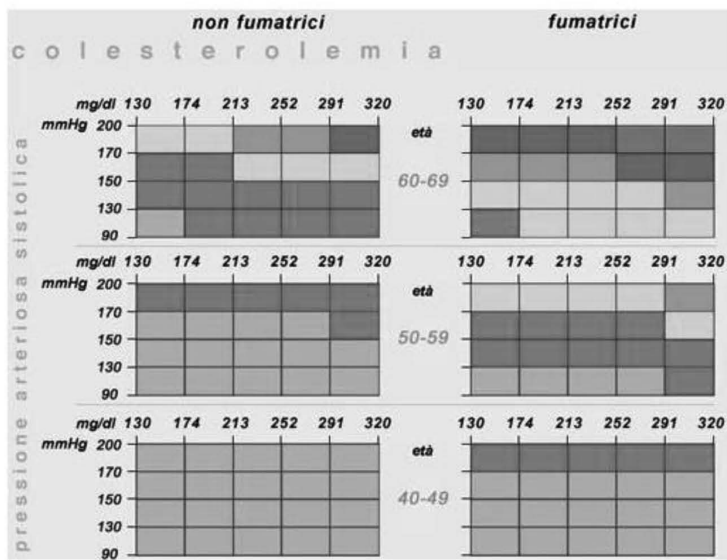 non fumatrici fumatrici
colesterolemia
mg/dl 130 174 213 252 291 320 130 174 213 252 291 320
mmHg 200 età
170
150 60-69
130
90
mg/dl 130 174 213 252 291 320 130 174 213 252 291 320
mmHg 200 età
170
150 50-59
130
90
mg/dl 130 174 213 252 291 320 130 174 213 252 291 320
mmHg 200 età
170
150 40-49
130
90
pressione arteriosa sistolica